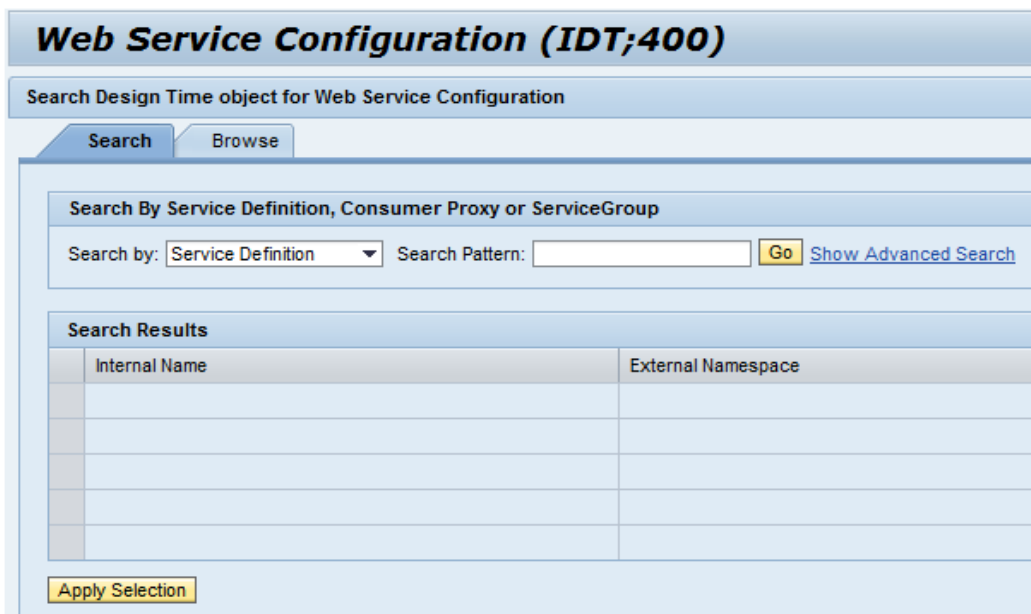 Web Service Configuration (IDT;400)
Search Design Time object for Web Service Configuration
Search Browse
Search By Service Definition, Consumer Proxy or ServiceGroup
Search by: Service Definition Search Pattern: Go Show Advanced Search
Search Results
Internal Name External Namespace
Apply Selection